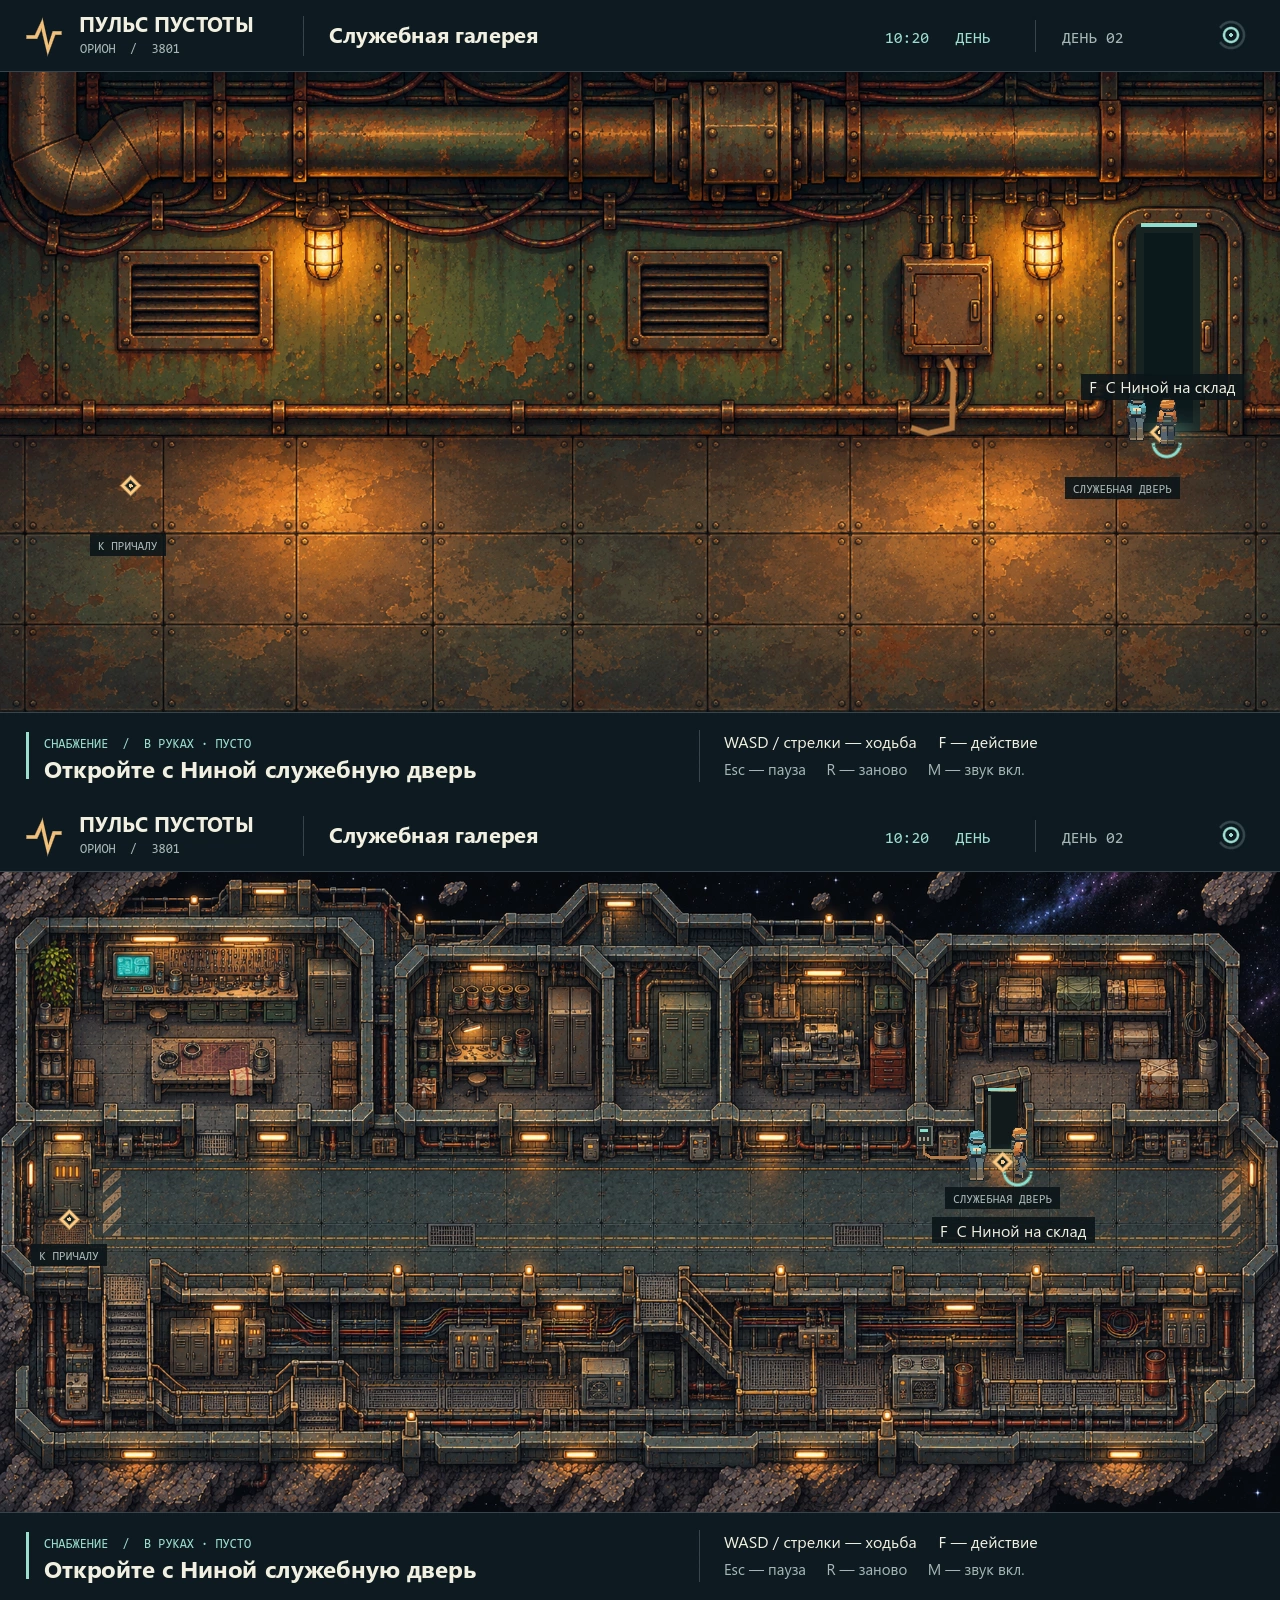 ПУЛЬС ПУСТОТЫ
ОРИОН / 3801
Служебная галерея
10:20 ДЕНЬ
ДЕНЬ 02
F С Ниной на склад
СЛУЖЕБНАЯ ДВЕРЬ
К ПРИЧАЛУ
СНАБЖЕНИЕ / В РУКАХ · ПУСТО
Откройте с Ниной служебную дверь
WASD / стрелки — ходьба F — действие
Esc — пауза R — заново M — звук вкл.
ПУЛЬС ПУСТОТЫ
ОРИОН / 3801
Служебная галерея
10:20 ДЕНЬ
ДЕНЬ 02
СЛУЖЕБНАЯ ДВЕРЬ
F С Ниной на склад
К ПРИЧАЛУ
СНАБЖЕНИЕ / В РУКАХ · ПУСТО
Откройте с Ниной служебную дверь
WASD / стрелки — ходьба F — действие
Esc — пауза R — заново M — звук вкл.